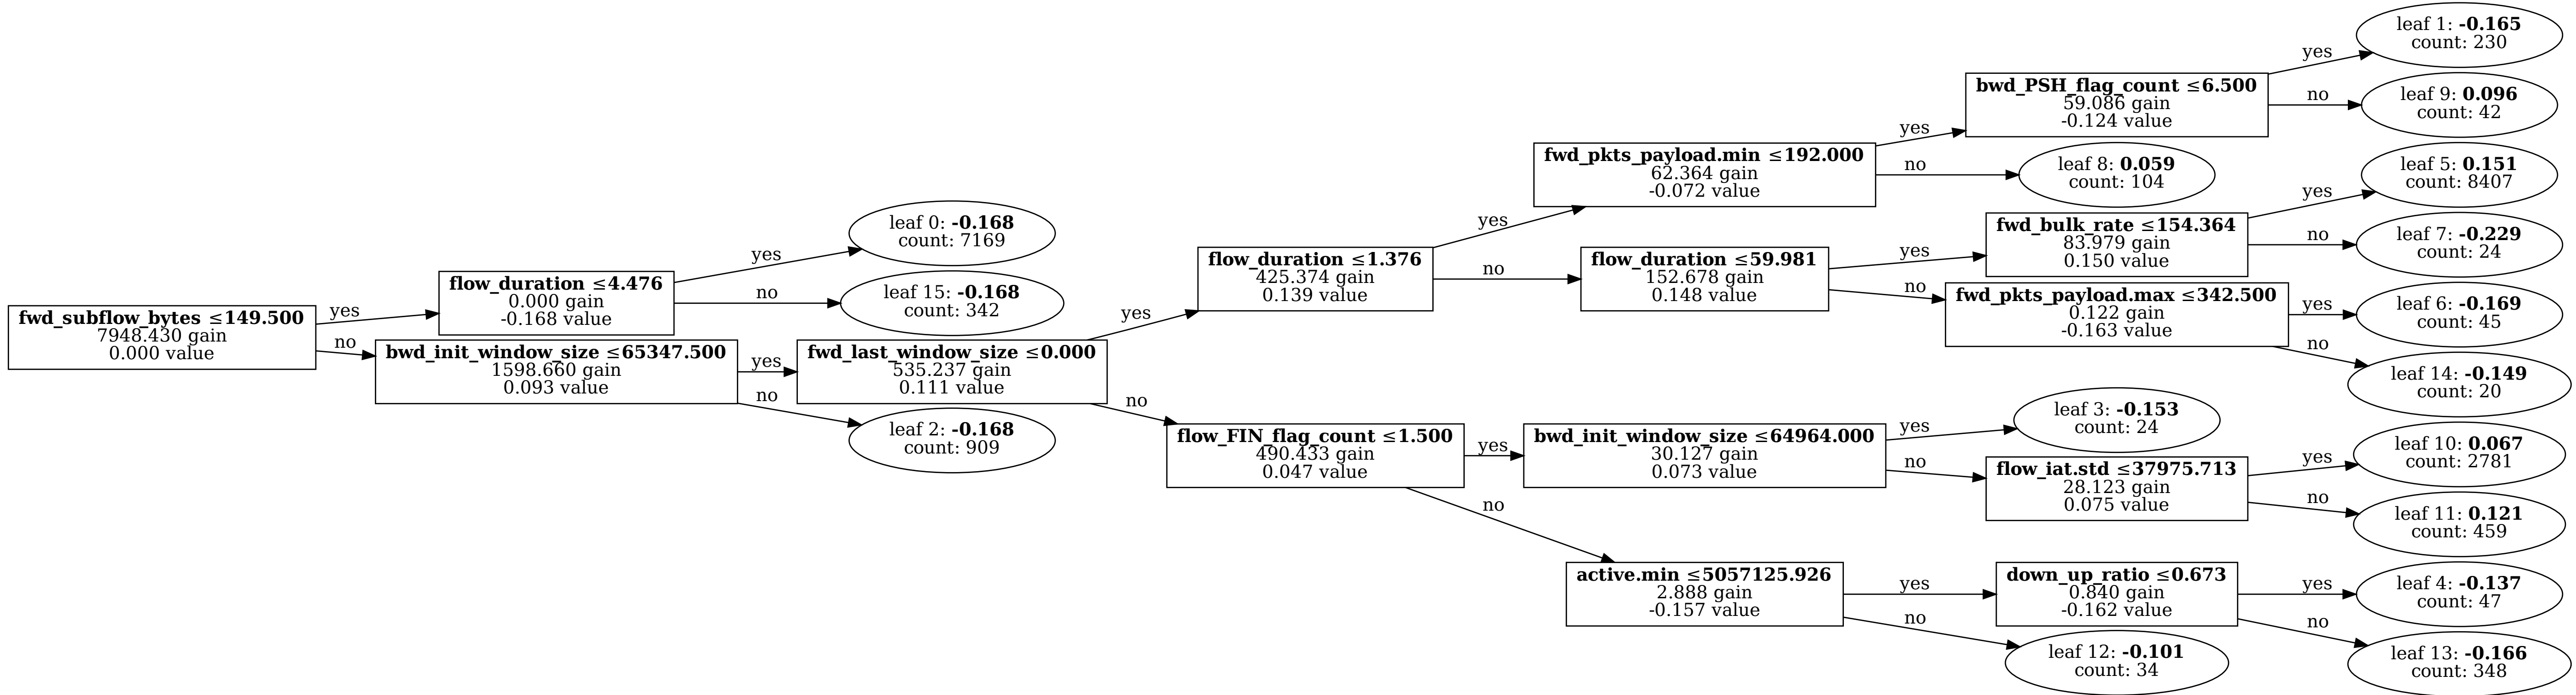 fwd_subflow_bytes ≤149.500
7948.430 gain
0.000 value
yes
no
flow_duration ≤4.476
0.000 gain
-0.168 value
yes
no
leaf 0: -0.168
count: 7169
leaf 15: -0.168
count: 342
bwd_init_window_size ≤65347.500
1598.660 gain
0.093 value
yes
no
leaf 2: -0.168
count: 909
fwd_last_window_size ≤0.000
535.237 gain
0.111 value
yes
no
flow_duration ≤1.376
425.374 gain
0.139 value
yes
no
fwd_pkts_payload.min ≤192.000
62.364 gain
-0.072 value
yes
no
bwd_PSH_flag_count ≤6.500
59.086 gain
-0.124 value
yes
no
leaf 1: -0.165
count: 230
leaf 9: 0.096
count: 42
leaf 8: 0.059
count: 104
flow_duration ≤59.981
152.678 gain
0.148 value
yes
no
fwd_bulk_rate ≤154.364
83.979 gain
0.150 value
yes
no
leaf 5: 0.151
count: 8407
leaf 7: -0.229
count: 24
fwd_pkts_payload.max ≤342.500
0.122 gain
-0.163 value
yes
no
leaf 6: -0.169
count: 45
leaf 14: -0.149
count: 20
flow_FIN_flag_count ≤1.500
490.433 gain
0.047 value
yes
no
bwd_init_window_size ≤64964.000
30.127 gain
0.073 value
yes
no
leaf 3: -0.153
count: 24
flow_iat.std ≤37975.713
28.123 gain
0.075 value
yes
no
leaf 10: 0.067
count: 2781
leaf 11: 0.121
count: 459
active.min ≤5057125.926
2.888 gain
-0.157 value
yes
no
down_up_ratio ≤0.673
0.840 gain
-0.162 value
yes
no
leaf 4: -0.137
count: 47
leaf 13: -0.166
count: 348
leaf 12: -0.101
count: 34